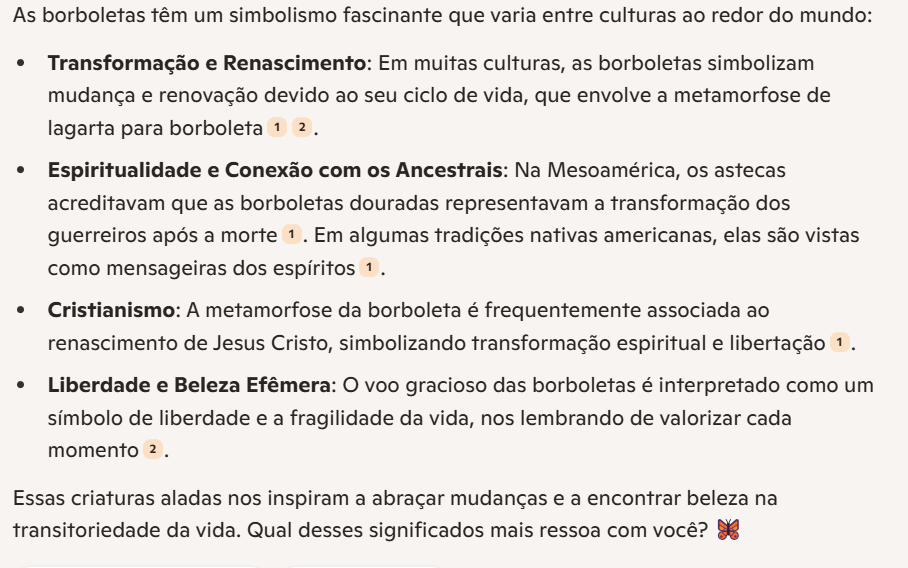 As borboletas têm um simbolismo fascinante que varia entre culturas ao redor do mundo:
• Transformação e Renascimento: Em muitas culturas, as borboletas simbolizam
mudança e renovação devido ao seu ciclo de vida, que envolve a metamorfose de
lagarta para borboleta 1 2 .
• Espiritualidade e Conexão com os Ancestrais: Na Mesoamérica, os astecas
acreditavam que as borboletas douradas representavam a transformação dos
guerreiros após a morte 1 . Em algumas tradições nativas americanas, elas são vistas
como mensageiras dos espíritos 1 .
• Cristianismo: A metamorfose da borboleta é frequentemente associada ao
renascimento de Jesus Cristo, simbolizando transformação espiritual e libertação 1 .
• Liberdade e Beleza Efêmera: O voo gracioso das borboletas é interpretado como um
símbolo de liberdade e a fragilidade da vida, nos lembrando de valorizar cada
momento 2 .
Essas criaturas aladas nos inspiram a abraçar mudanças e a encontrar beleza na
transitoriedade da vida. Qual desses significados mais ressoa com você? 🦋